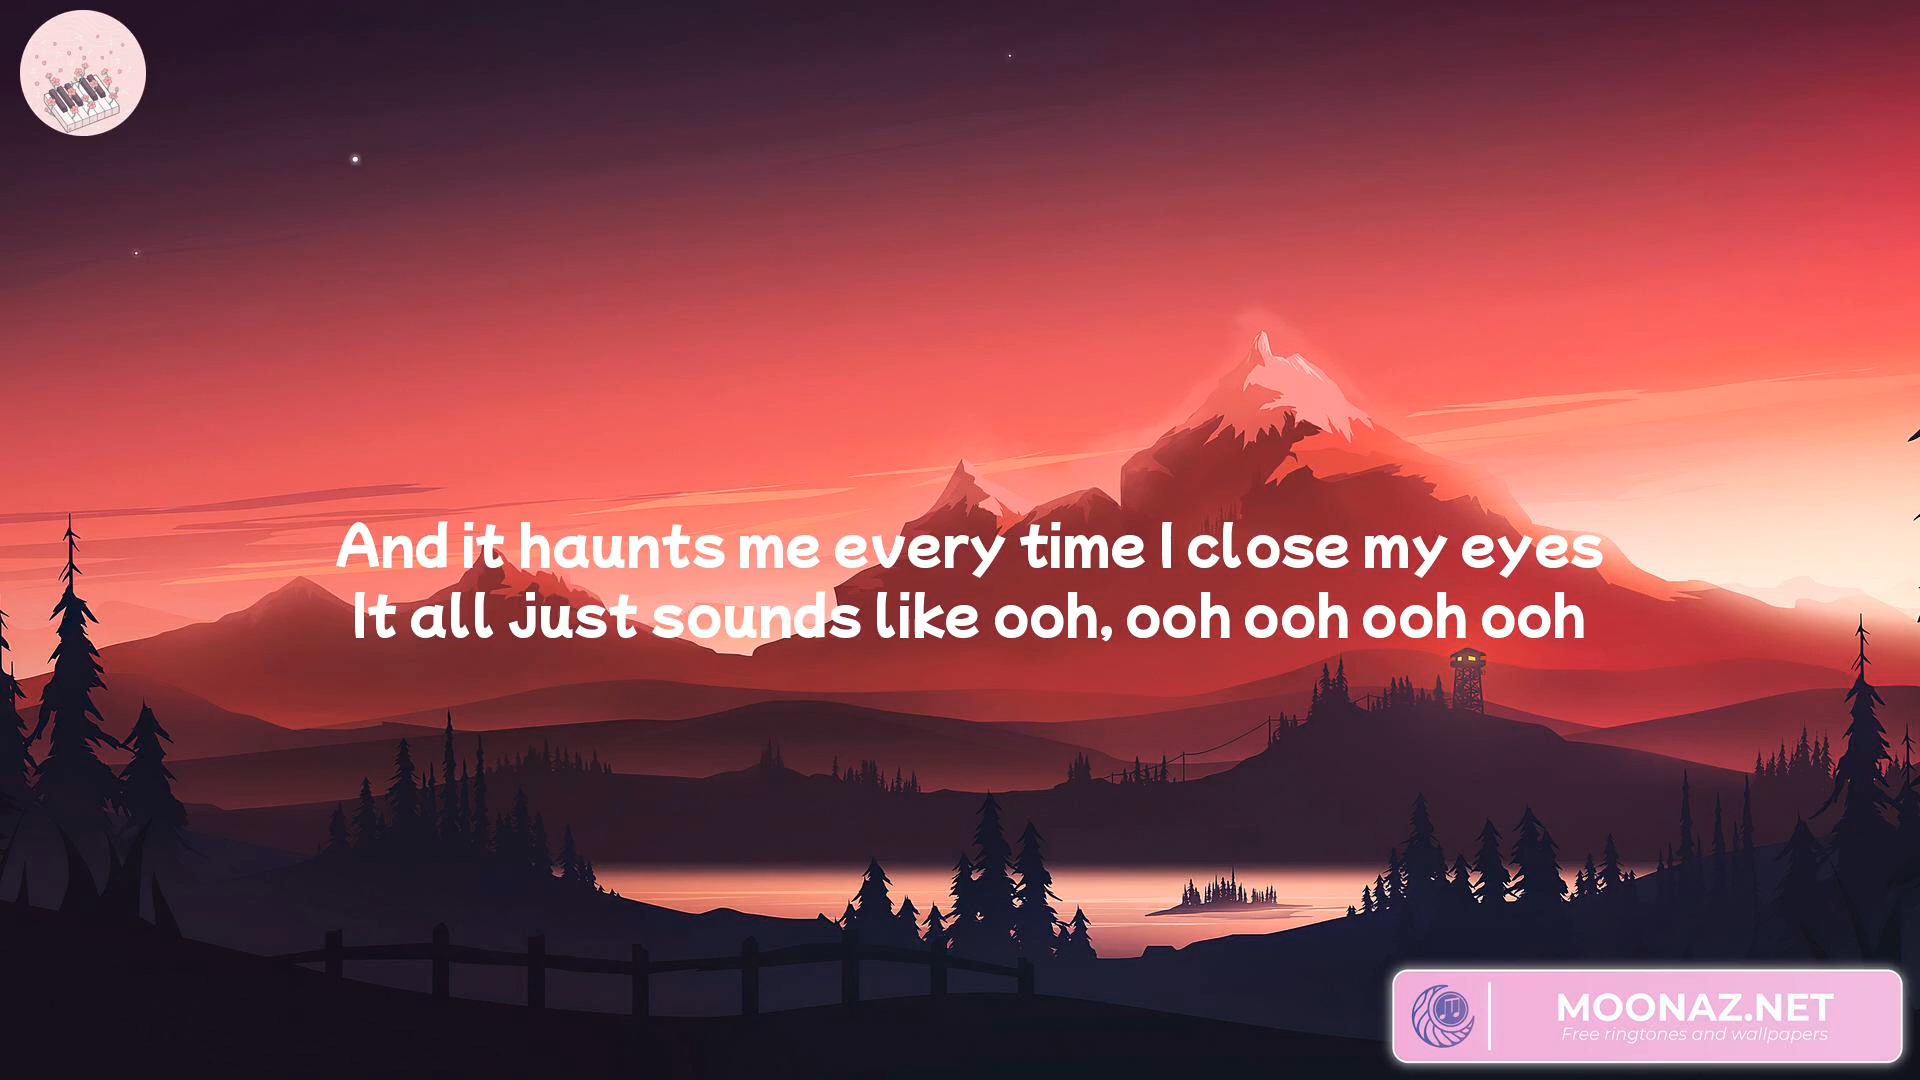 And it haunts me every time I close my eyes
It all just sounds like ooh, ooh ooh ooh ooh
MOONAZ.NET
Free ringtones and wallpapers